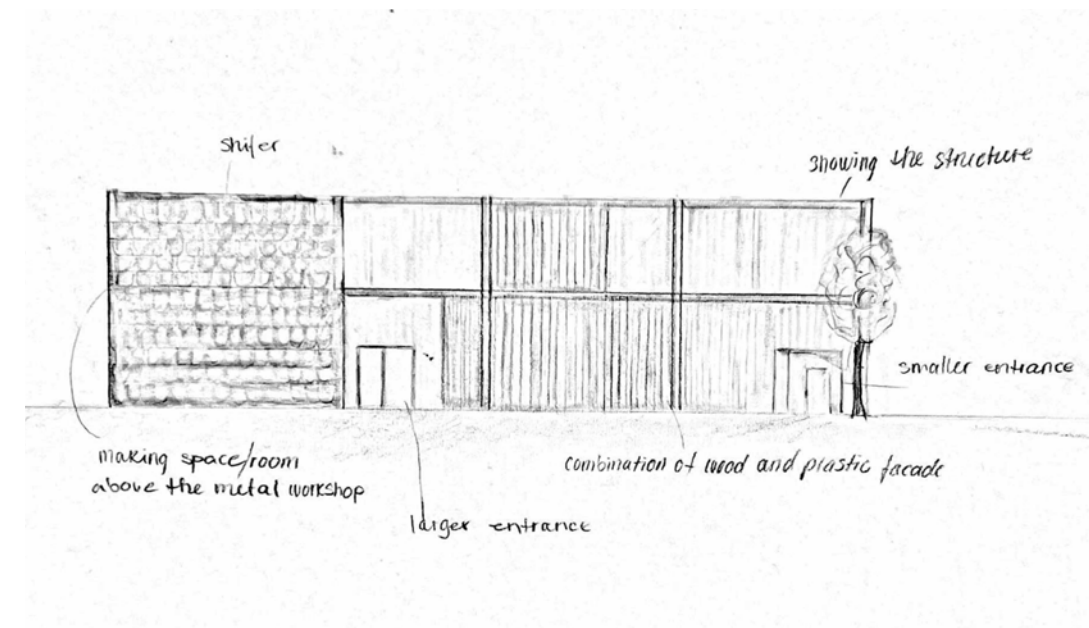 shifer
showing the structure
smaller entrance
making space/room
above the metal workshop
combination of wood and plastic facade
larger entrance